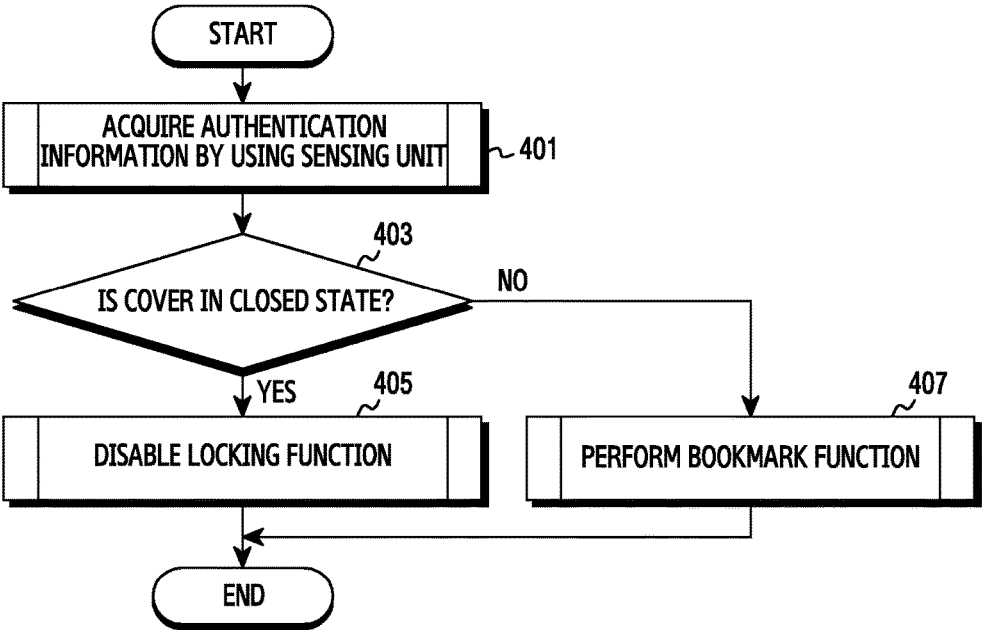 START
ACQUIRE AUTHENTICATION
INFORMATION BY USING SENSING UNIT
401
403
IS COVER IN CLOSED STATE?
NO
YES
405
407
DISABLE LOCKING FUNCTION
PERFORM BOOKMARK FUNCTION
END